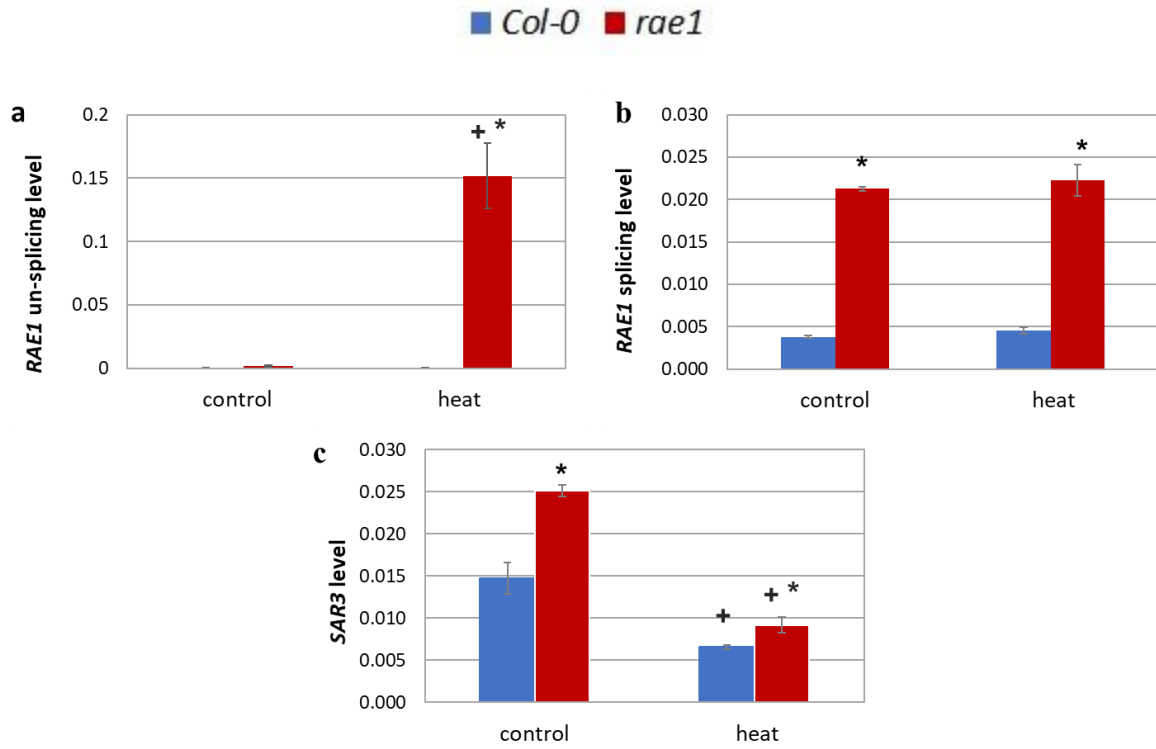 Col-0 rae1
a
RAE1 un-splicing level
0.2
0.15
0.1
0.05
0
+ *
control heat
b
RAE1 splicing level
0.030
0.025
0.020
0.015
0.010
0.005
0.000
* *
control heat
c
SAR3 level
0.030
0.025
0.020
0.015
0.010
0.005
0.000
*
+ + *
control heat